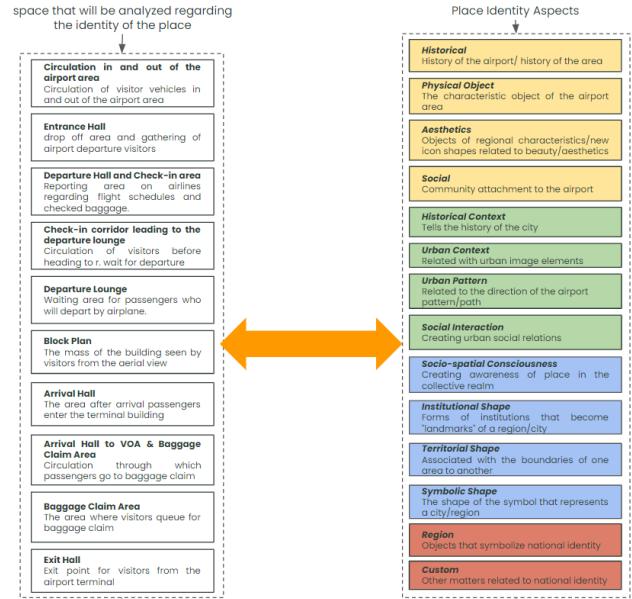 space that will be analyzed regarding
the identity of the place
Circulation in and out of the
airport area
Circulation of visitor vehicles in
and out of the airport area
Entrance Hall
drop off area and gathering of
airport departure visitors
Departure Hall and Check-in area
Reporting area on airlines
regarding flight schedules and
checked baggage.
Check-in corridor leading to the
departure lounge
Circulation of visitors before
heading to r. wait for departure
Departure Lounge
Waiting area for passengers who
will depart by airplane.
Block Plan
The mass of the building seen by
visitors from the aerial view
Arrival Hall
The area after arrival passengers
enter the terminal building
Arrival Hall to VOA & Baggage
Claim Area
Circulation through which
passengers go to baggage claim
Baggage Claim Area
The area where visitors queue for
baggage claim
Exit Hall
Exit point for visitors from the
airport terminal
Place Identity Aspects
Historical
History of the airport/ history of the area
Physical Object
The characteristic object of the airport
area
Aesthetics
Objects of regional characteristics/new
icon shapes related to beauty/aesthetics
Social
Community attachment to the airport
Historical Context
Tells the history of the city
Urban Context
Related with urban image elements
Urban Pattern
Related to the direction of the airport
pattern/path
Social Interaction
Creating urban social relations
Socio-spatial Consciousness
Creating awareness of place in the
collective realm
Institutional Shape
Forms of institutions that become
"landmarks" of a region/city
Territorial Shape
Associated with the boundaries of one
area to another
Symbolic Shape
The shape of the symbol that represents
a city/region
Region
Objects that symbolize national identity
Custom
Other matters related to national identity